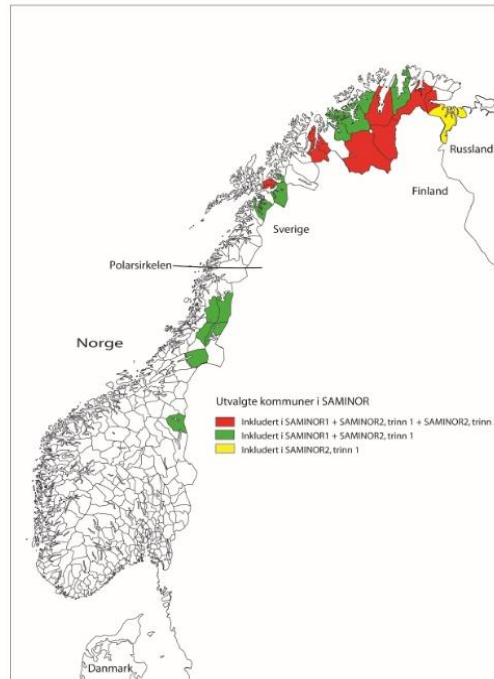 Russland
Finland
Sverige
Polarsirkelen
Norge
Utvalgte kommuner i SAMINOR
Inkludert i SAMINOR1 + SAMINOR2, trinn 1 + SAMINOR2, trinn
Inkludert i SAMINOR1 + SAMINOR2, trinn 1
Inkludert i SAMINOR2, trinn 1
Danmark